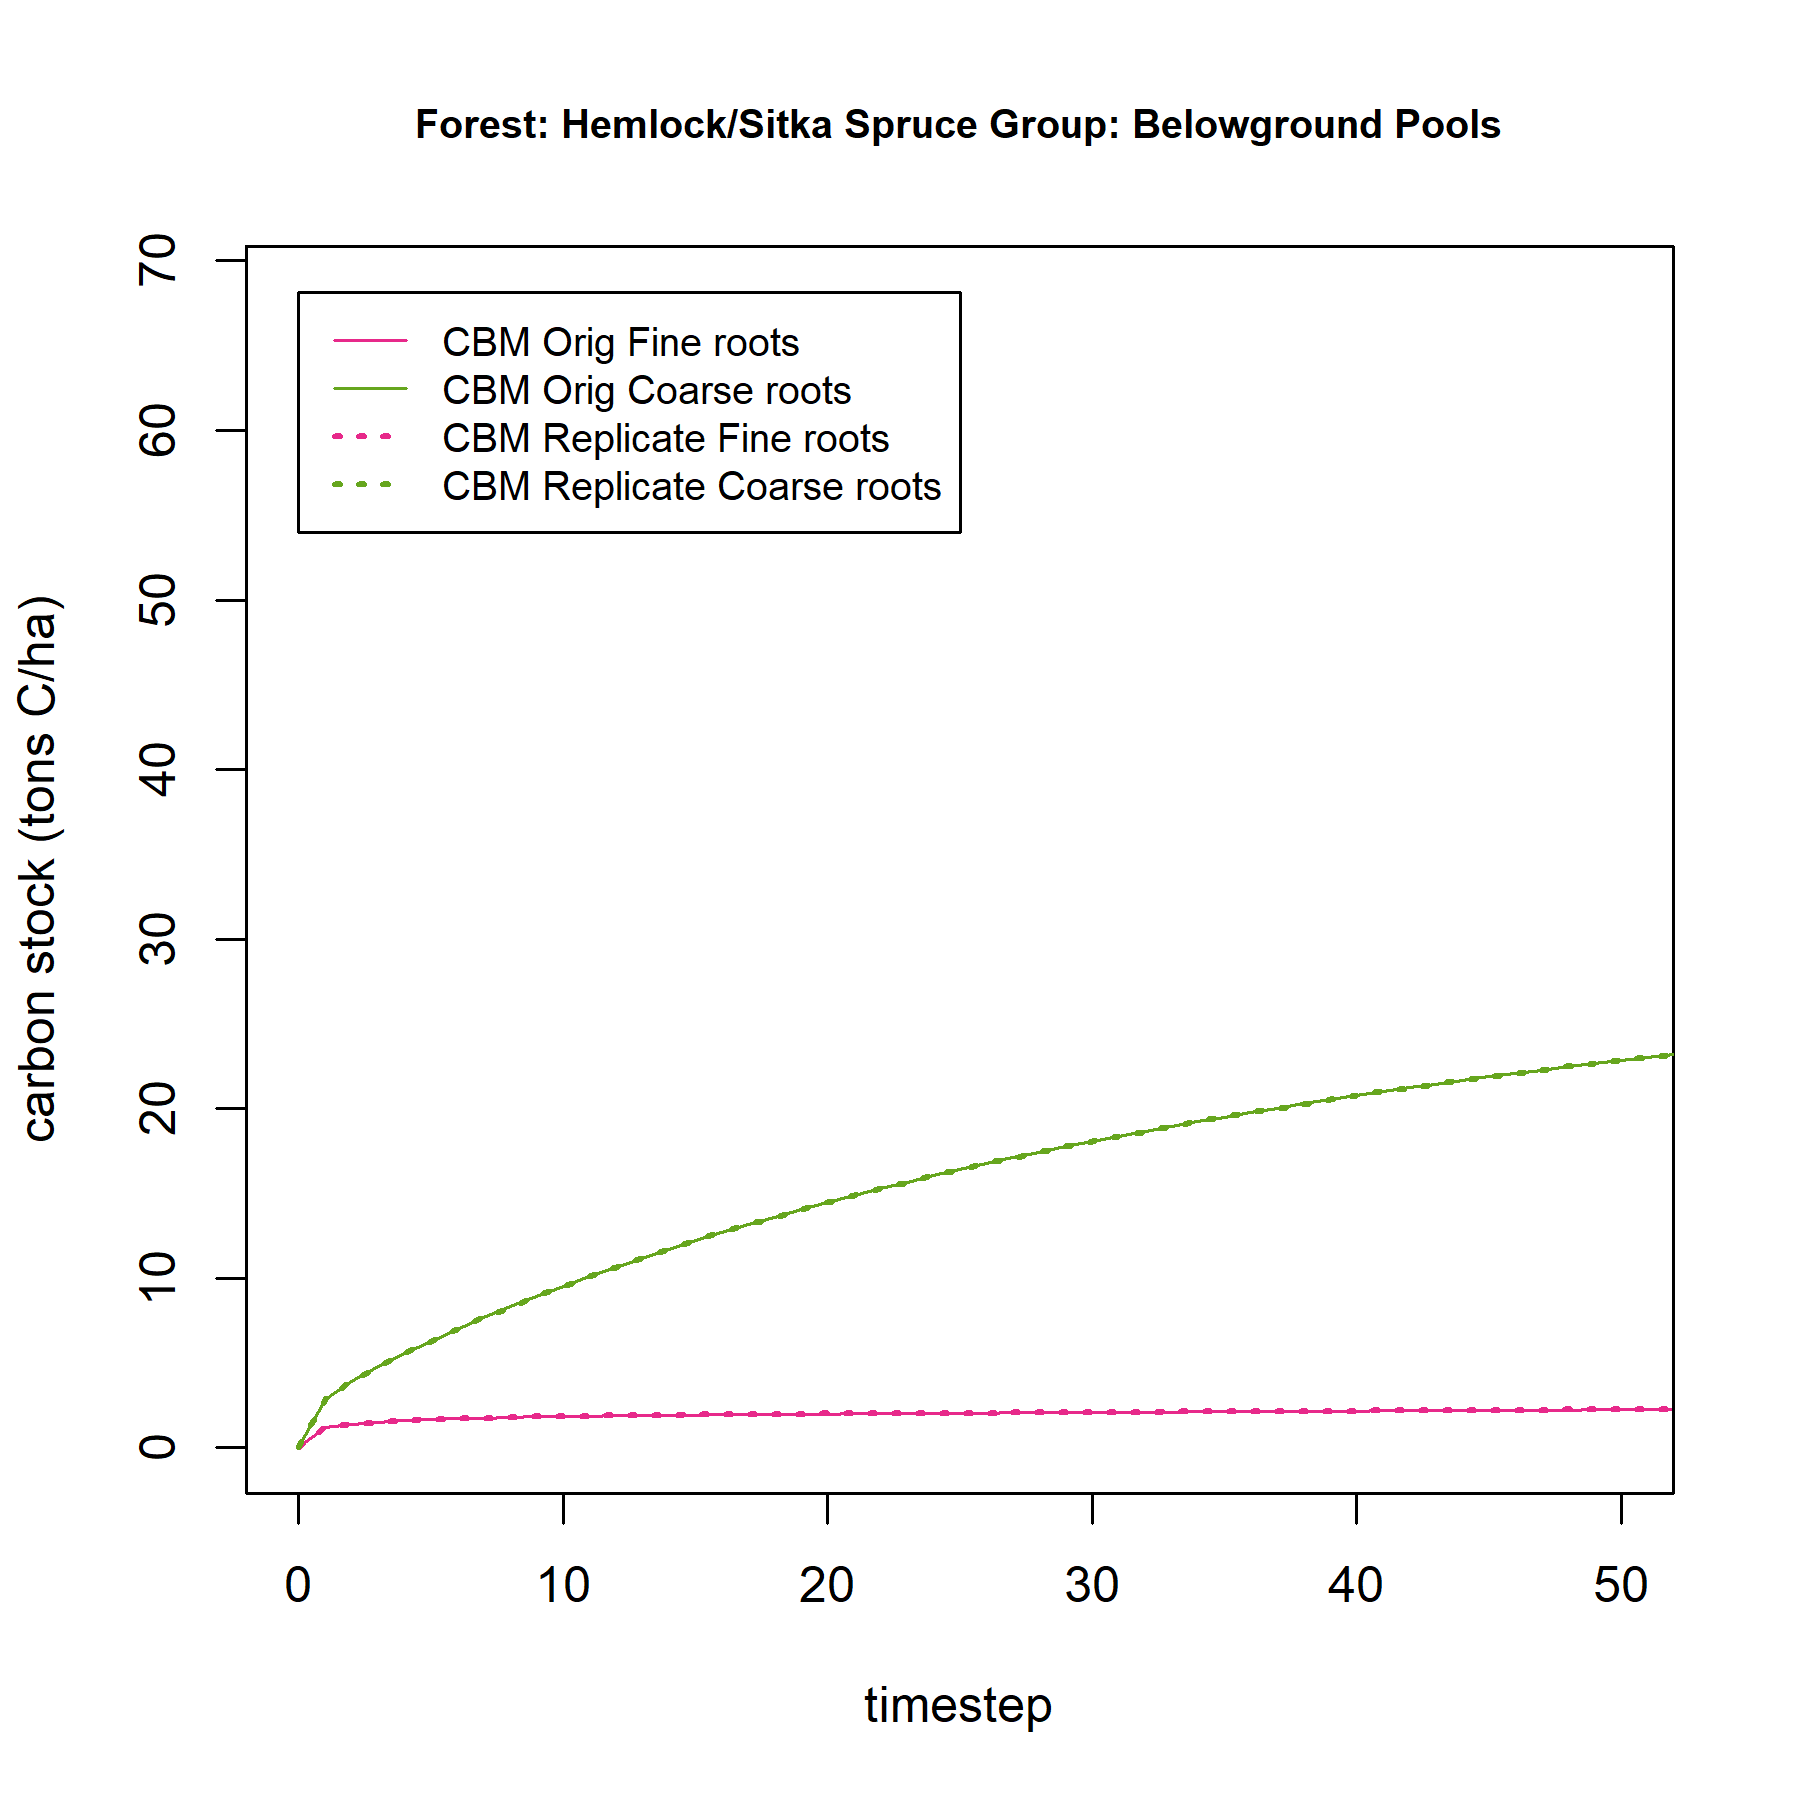 Forest: Hemlock/Sitka Spruce Group: Belowground Pools
70
60
50
40
30
20
10
0
carbon stock (tons C/ha)
CBM Orig Fine roots
CBM Orig Coarse roots
CBM Replicate Fine roots
CBM Replicate Coarse roots
0 10 20 30 40 50
timestep